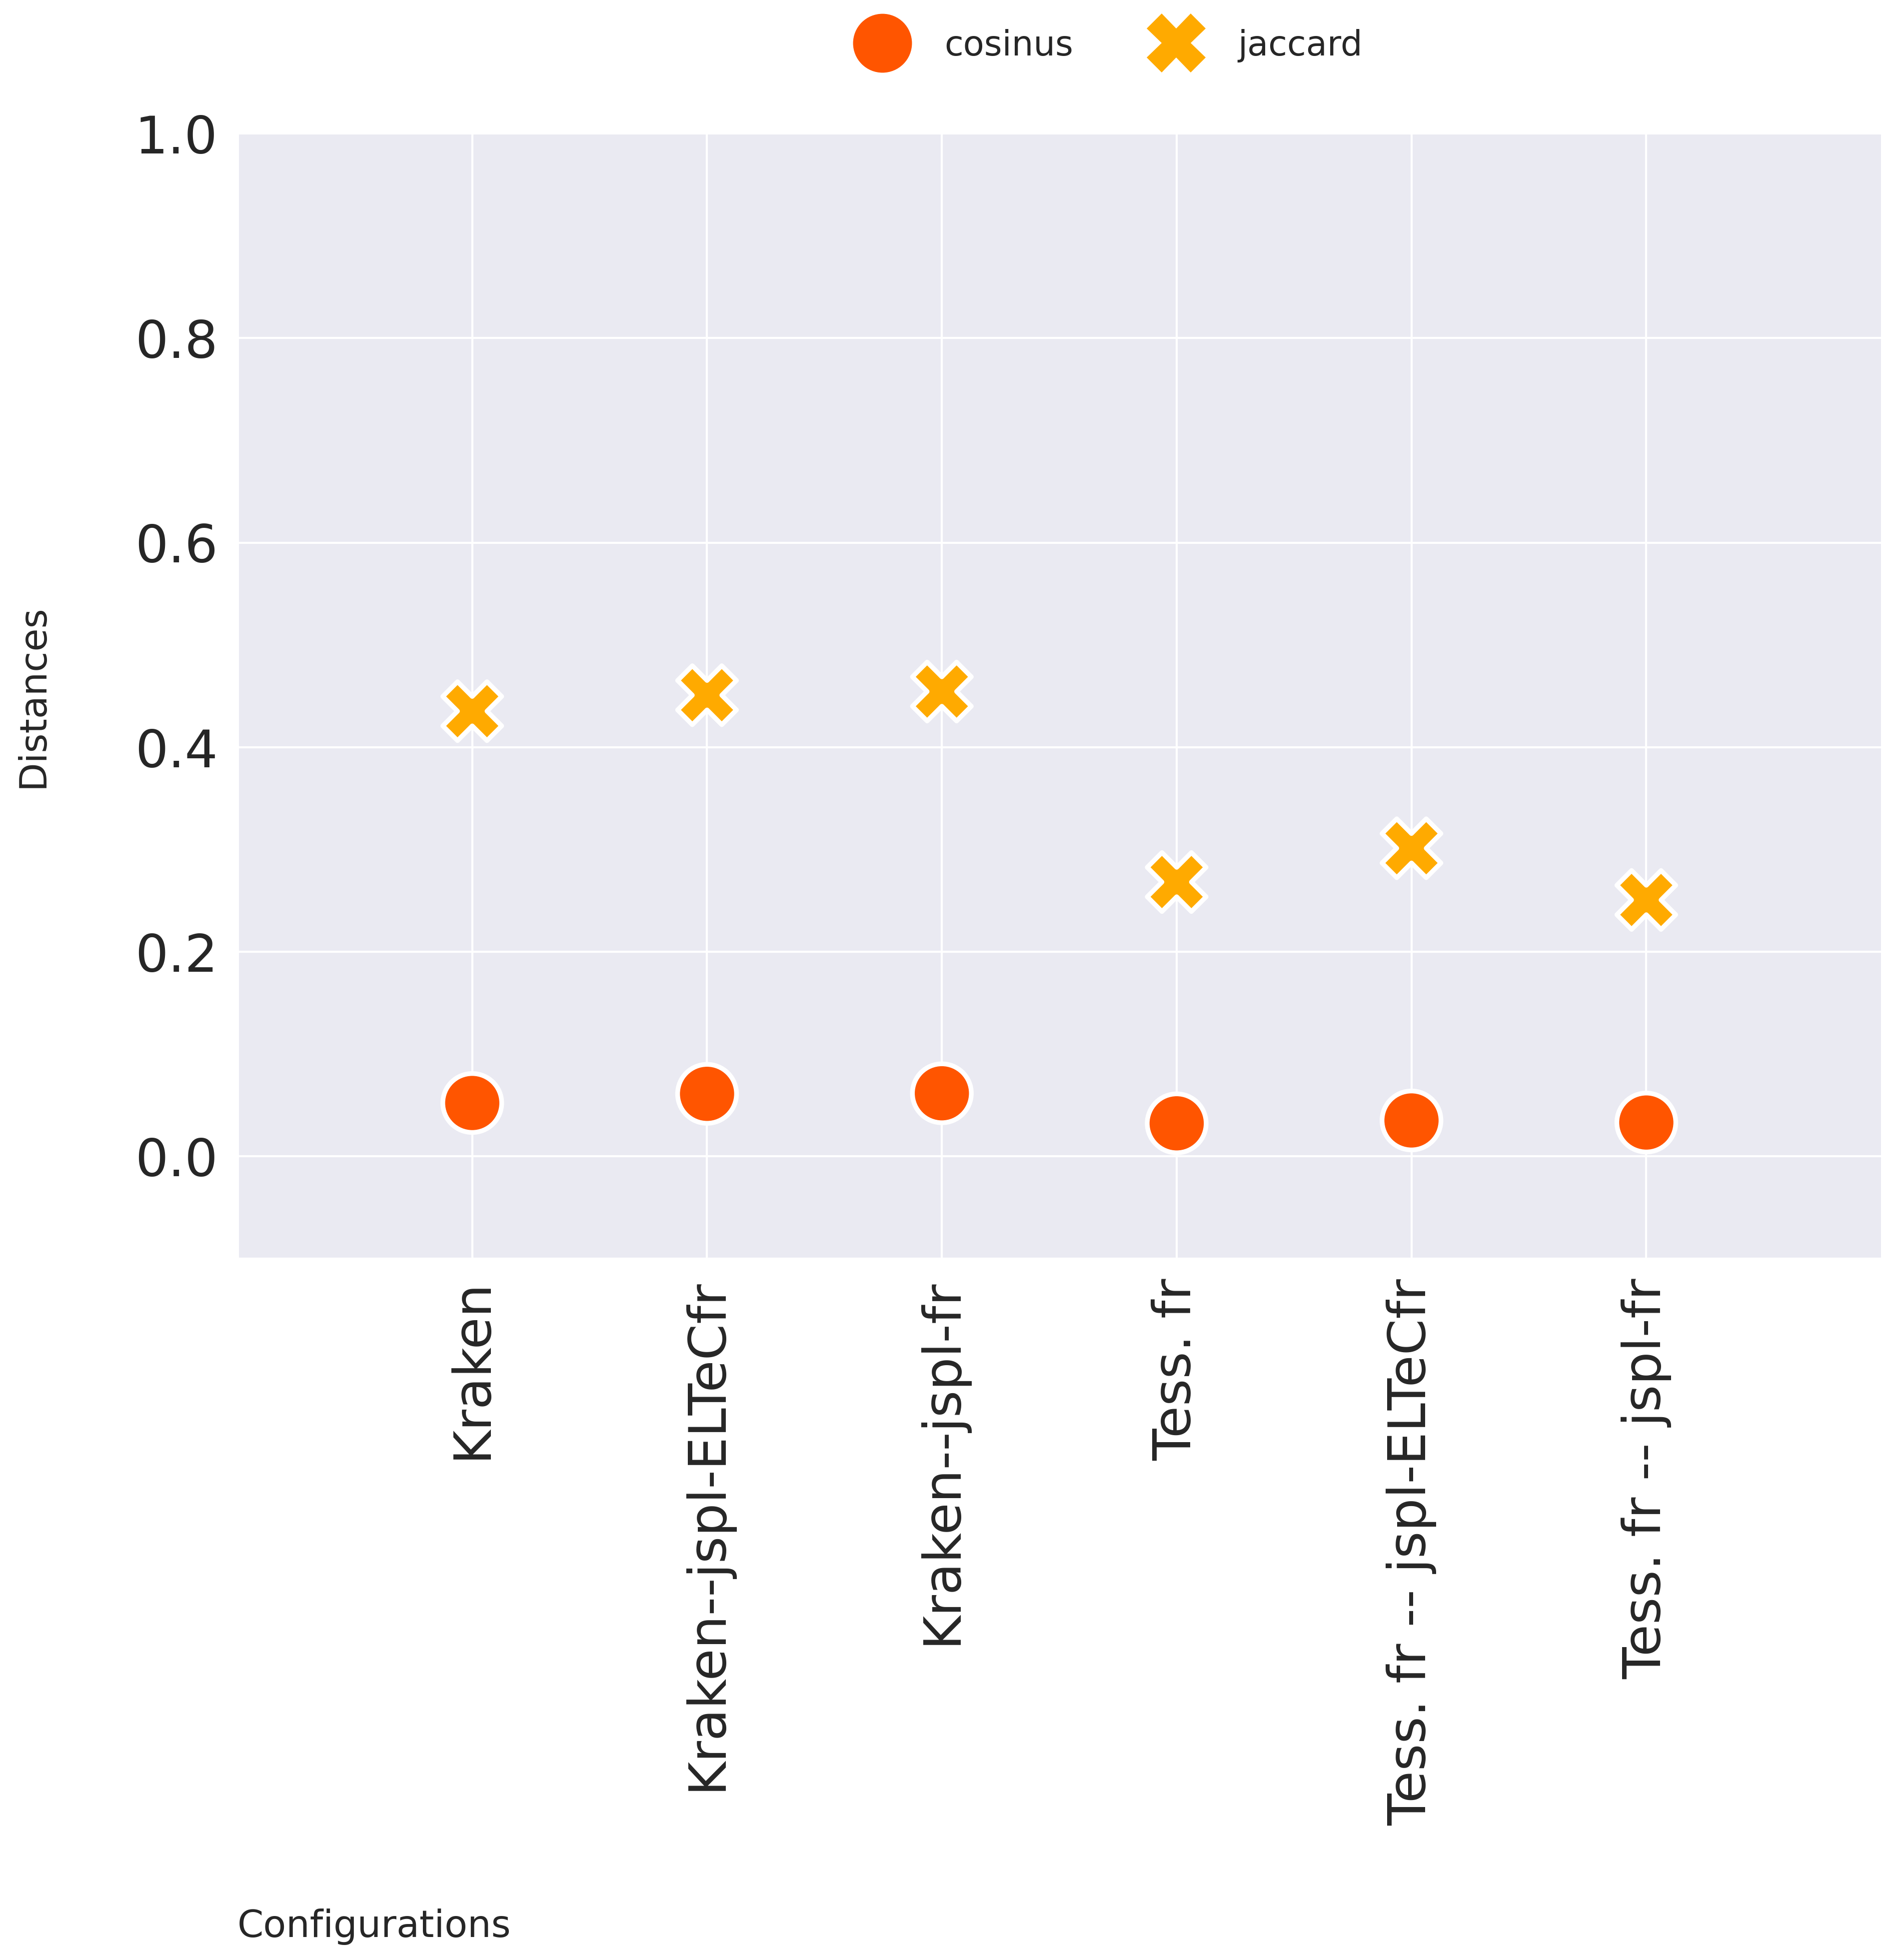 cosinus jaccard
1.0
0.8
0.6
0.4
0.2
0.0
Distances
Kraken
Kraken--jspl-ELTeCfr
Kraken--jspl-fr
Tess. fr
Tess. fr -- jspl-ELTeCfr
Tess. fr -- jspl-fr
Configurations